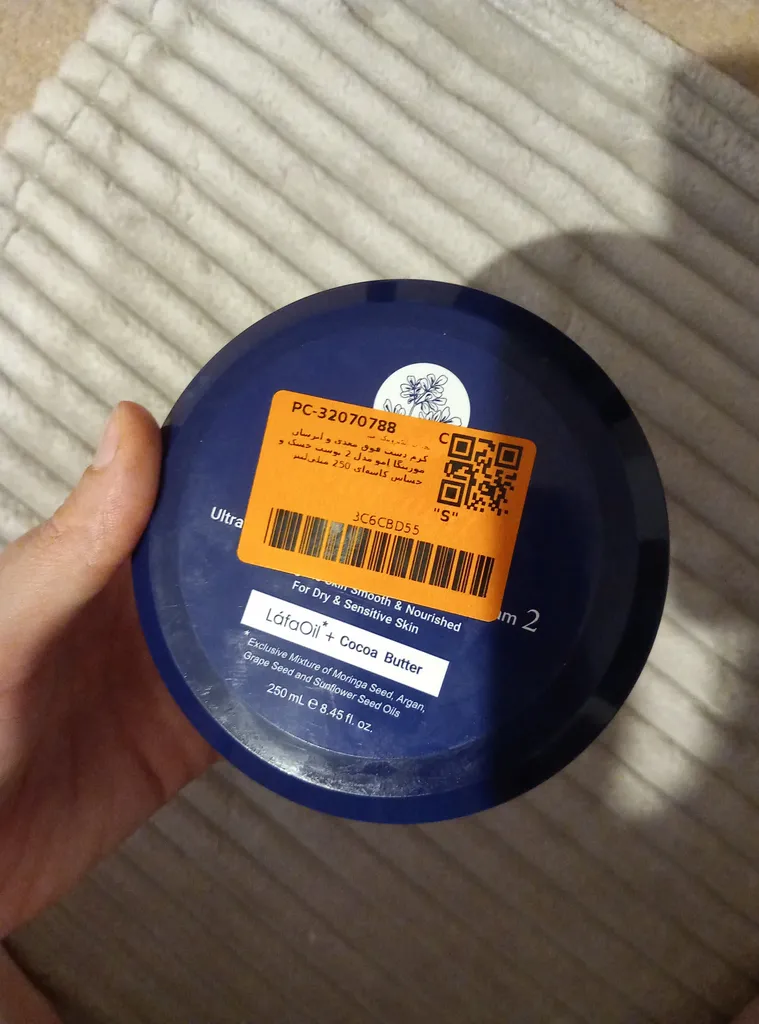 PC-32070788
C
کرم دست فوق مغذی و آبرسان
مورینگا امو مدل 2 پوست خشک و
حساس کاسه‌ای 250 میلی‌لیتر
"S"
3C6CBD55
Ultra
2
Skin Smooth & Nourished
For Dry & Sensitive Skin
LáfaOil* + Cocoa Butter
*Exclusive Mixture of Moringa Seed, Argan,
Grape Seed and Sunflower Seed Oils
250 mL ℮ 8.45 fl. oz.